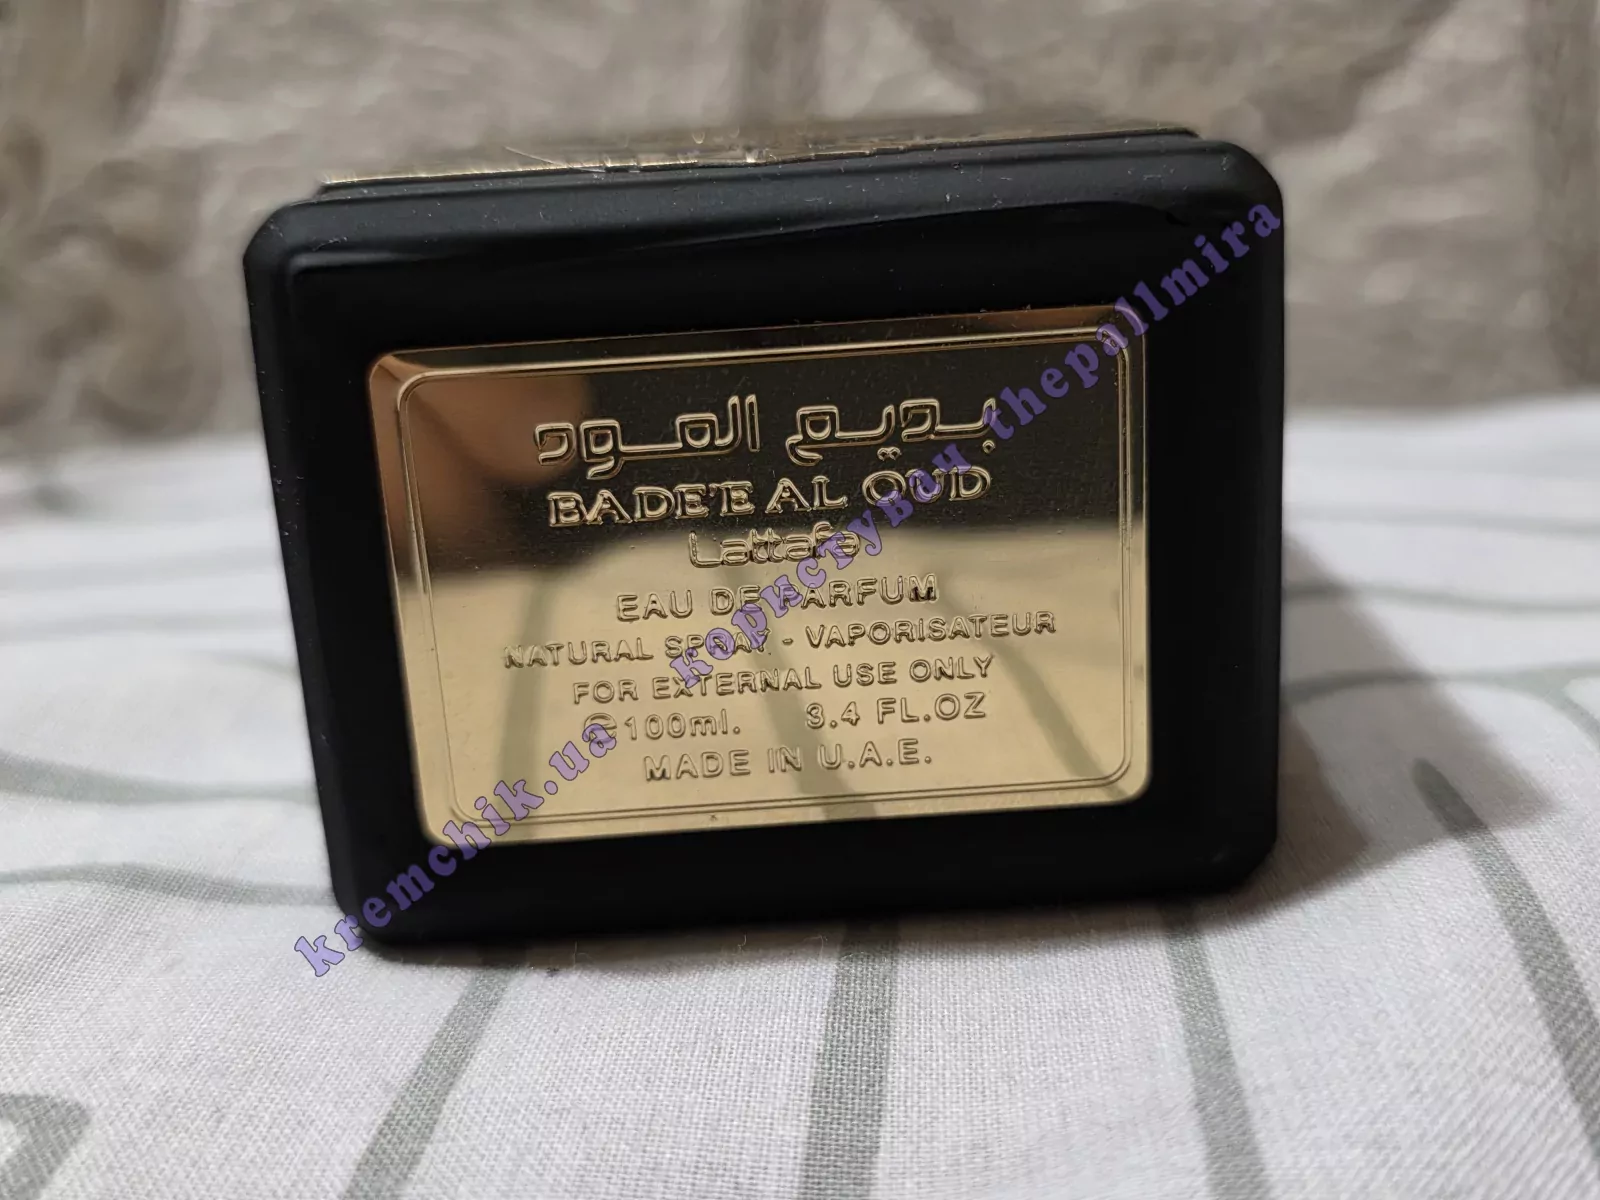 بديع العود
BADE'E AL OUD
Lattafa
EAU DE PARFUM
NATURAL SPRAY - VAPORISATEUR
FOR EXTERNAL USE ONLY
℮100ml. 3.4 FL.OZ
MADE IN U.A.E.
kremchik.ua користувач thepallmira